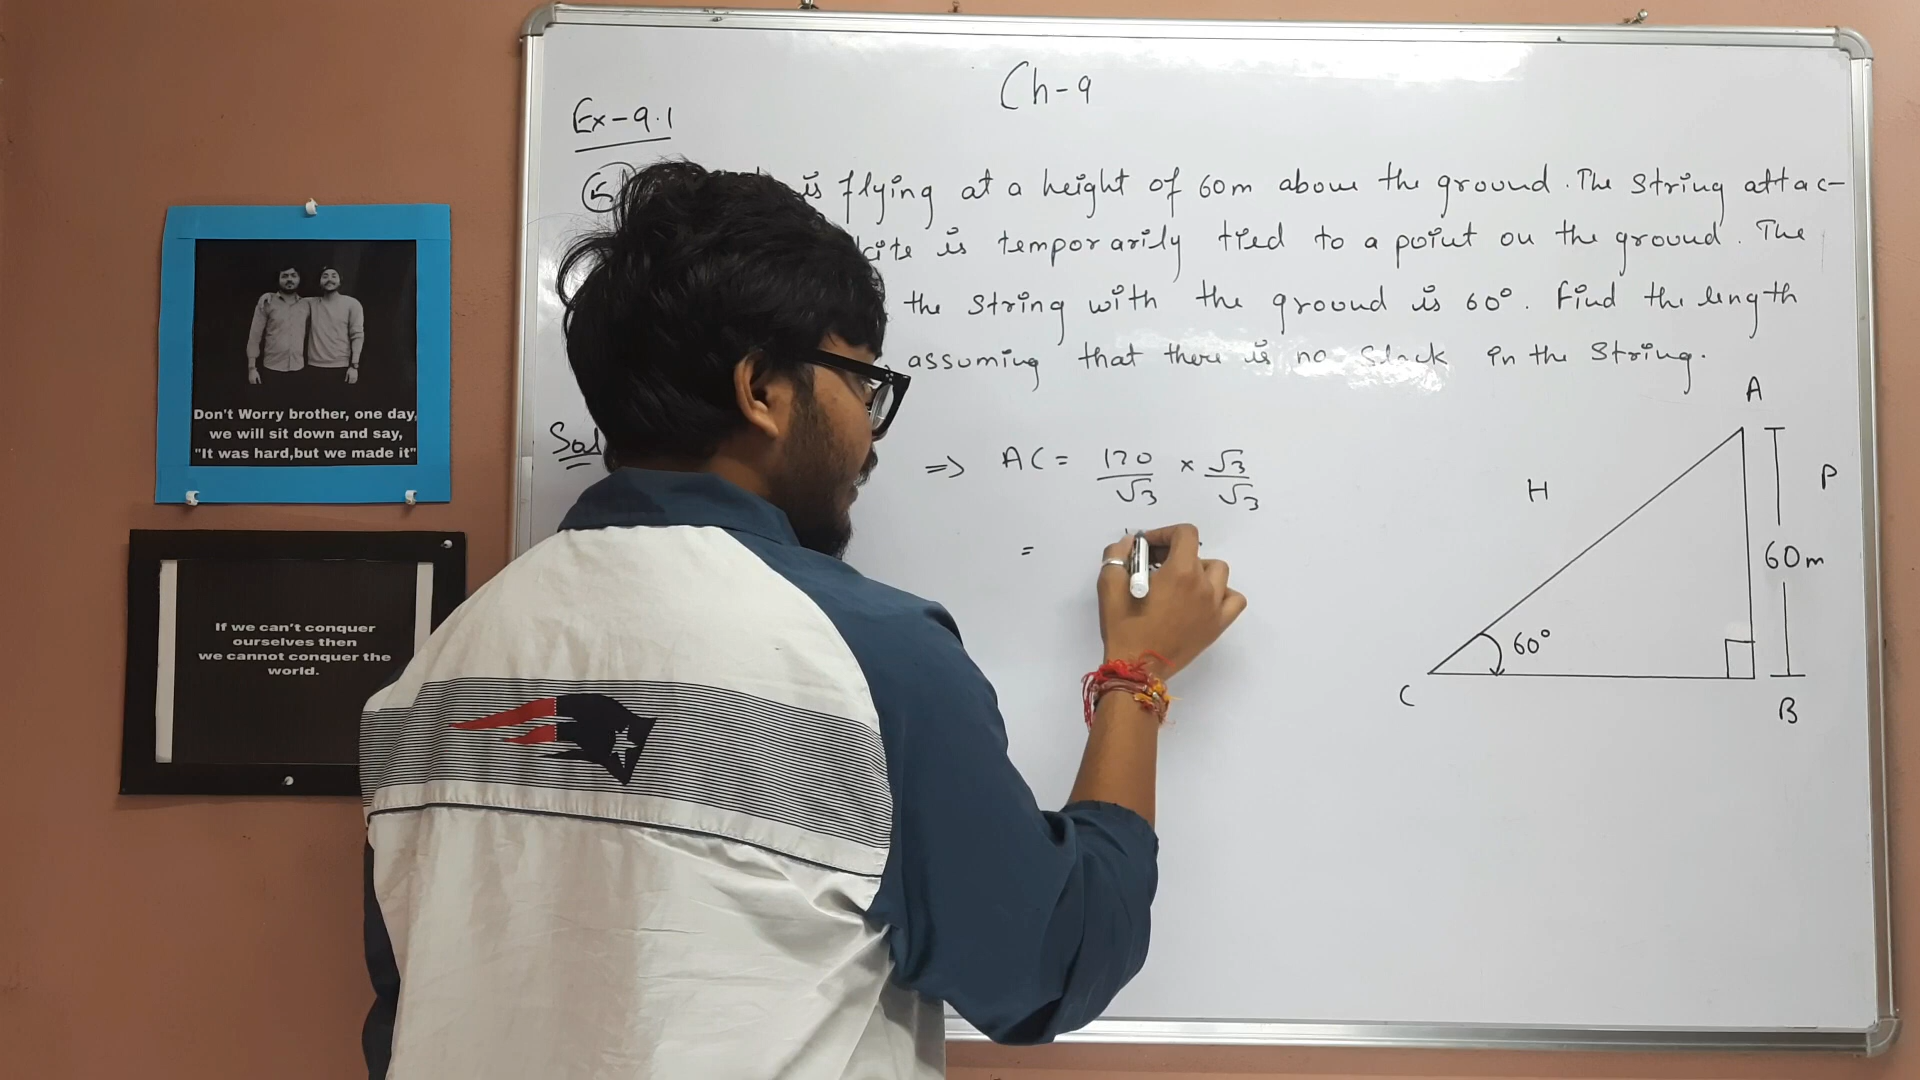 Ch-9
Ex-9.1
5 is flying at a height of 60m above the ground. The string attac-
is temporarily tied to a point on the ground. The
the string with the ground is 60°. Find the length
assuming that there is no slack in the string.
Sol
⇒ AC = 120/√3 × √3/√3
=
A
H
P
60m
60°
C
B
Don't Worry brother, one day,
we will sit down and say,
"It was hard,but we made it"
If we can't conquer
ourselves then
we cannot conquer the
world.